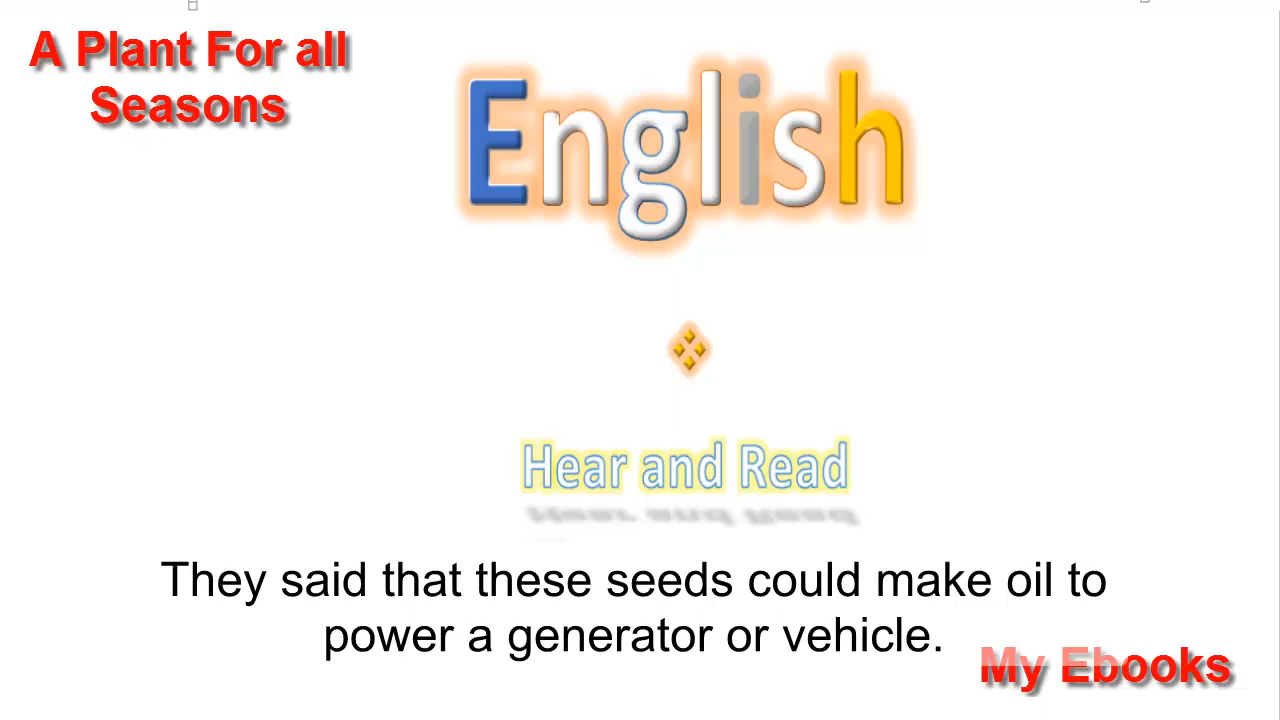 A Plant For all
Seasons
English
Hear and Read
They said that these seeds could make oil to
power a generator or vehicle.
My Ebooks